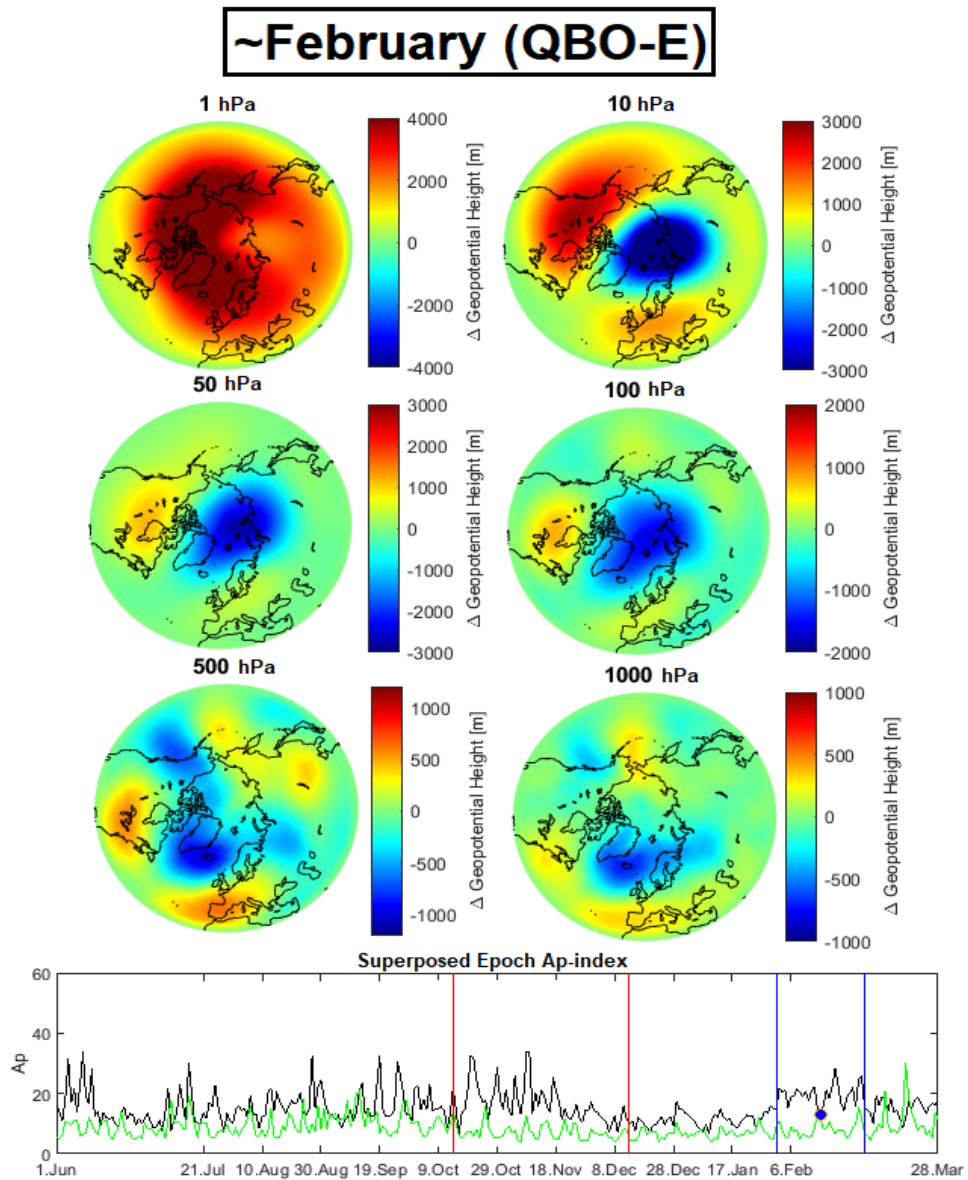 ~February (QBO-E)
1 hPa
10 hPa
4000
2000
0
-2000
-4000
Δ Geopotential Height [m]
3000
2000
1000
0
-1000
-2000
-3000
Δ Geopotential Height [m]
50 hPa
100 hPa
3000
2000
1000
0
-1000
-2000
-3000
Δ Geopotential Height [m]
2000
1000
0
-1000
-2000
Δ Geopotential Height [m]
500 hPa
1000 hPa
1000
500
0
-500
-1000
Δ Geopotential Height [m]
1000
500
0
-500
-1000
Δ Geopotential Height [m]
Superposed Epoch Ap-index
60
40
20
0
Ap
1.Jun 21.Jul 10.Aug 30.Aug 19.Sep 9.Oct 29.Oct 18.Nov 8.Dec 28.Dec 17.Jan 6.Feb 28.Mar